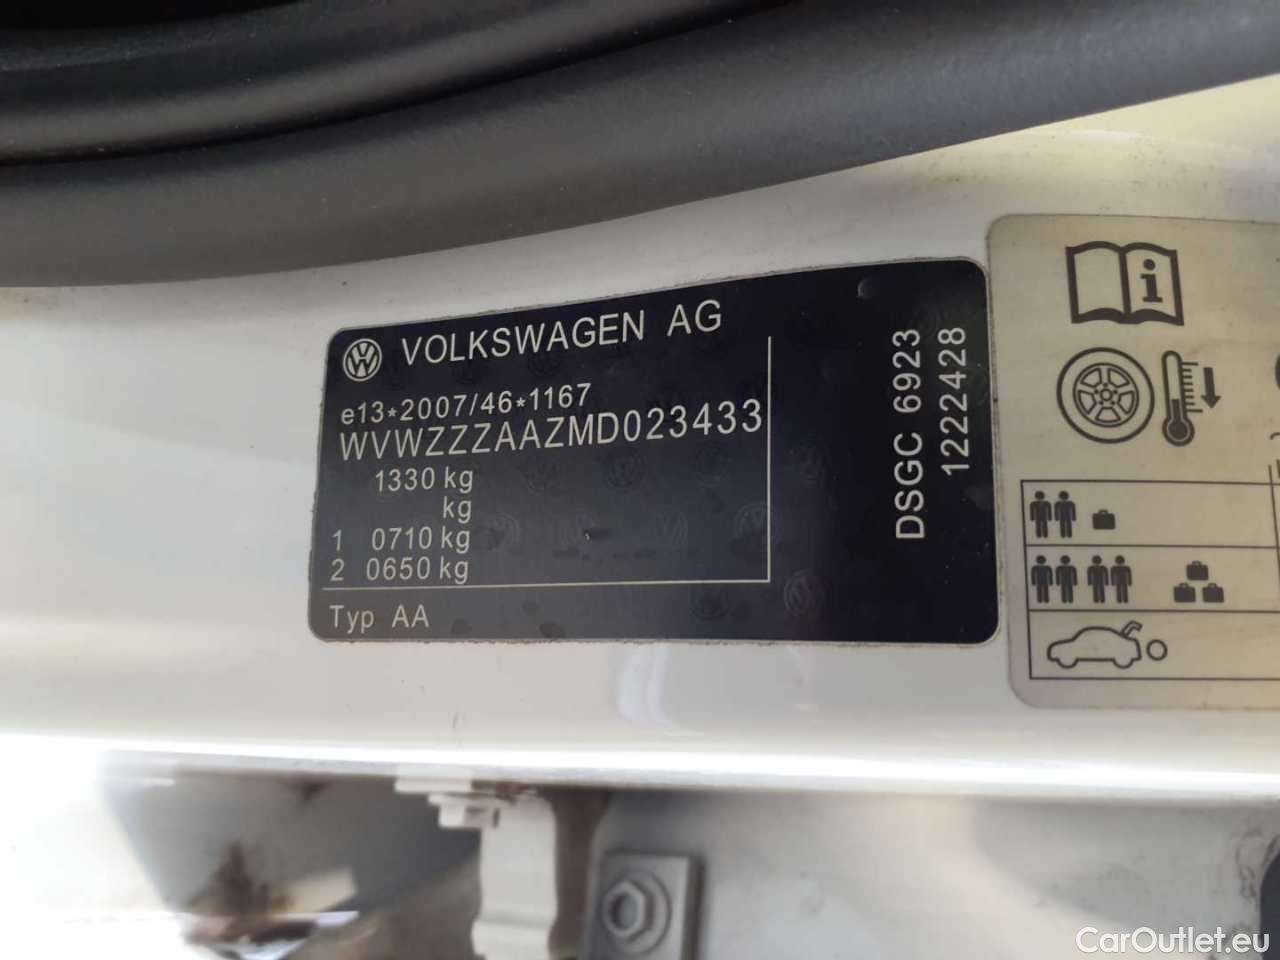 VOLKSWAGEN AG
e13*2007/46*1167
WVWZZZAAZMD023433
1330 kg
kg
1 0710 kg
2 0650 kg
Typ AA
DSGC 6923
1222428
CarOutlet.eu